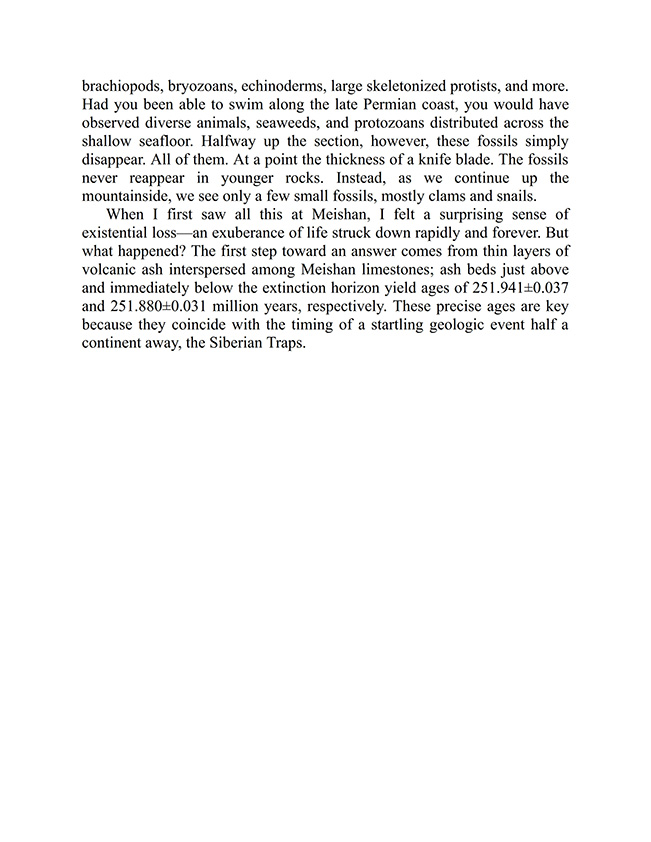 brachiopods, bryozoans, echinoderms, large skeletonized protists, and more.
Had you been able to swim along the late Permian coast, you would have
observed diverse animals, seaweeds, and protozoans distributed across the
shallow seafloor. Halfway up the section, however, these fossils simply
disappear. All of them. At a point the thickness of a knife blade. The fossils
never reappear in younger rocks. Instead, as we continue up the
mountainside, we see only a few small fossils, mostly clams and snails.
When I first saw all this at Meishan, I felt a surprising sense of
existential loss—an exuberance of life struck down rapidly and forever. But
what happened? The first step toward an answer comes from thin layers of
volcanic ash interspersed among Meishan limestones; ash beds just above
and immediately below the extinction horizon yield ages of 251.941±0.037
and 251.880±0.031 million years, respectively. These precise ages are key
because they coincide with the timing of a startling geologic event half a
continent away, the Siberian Traps.